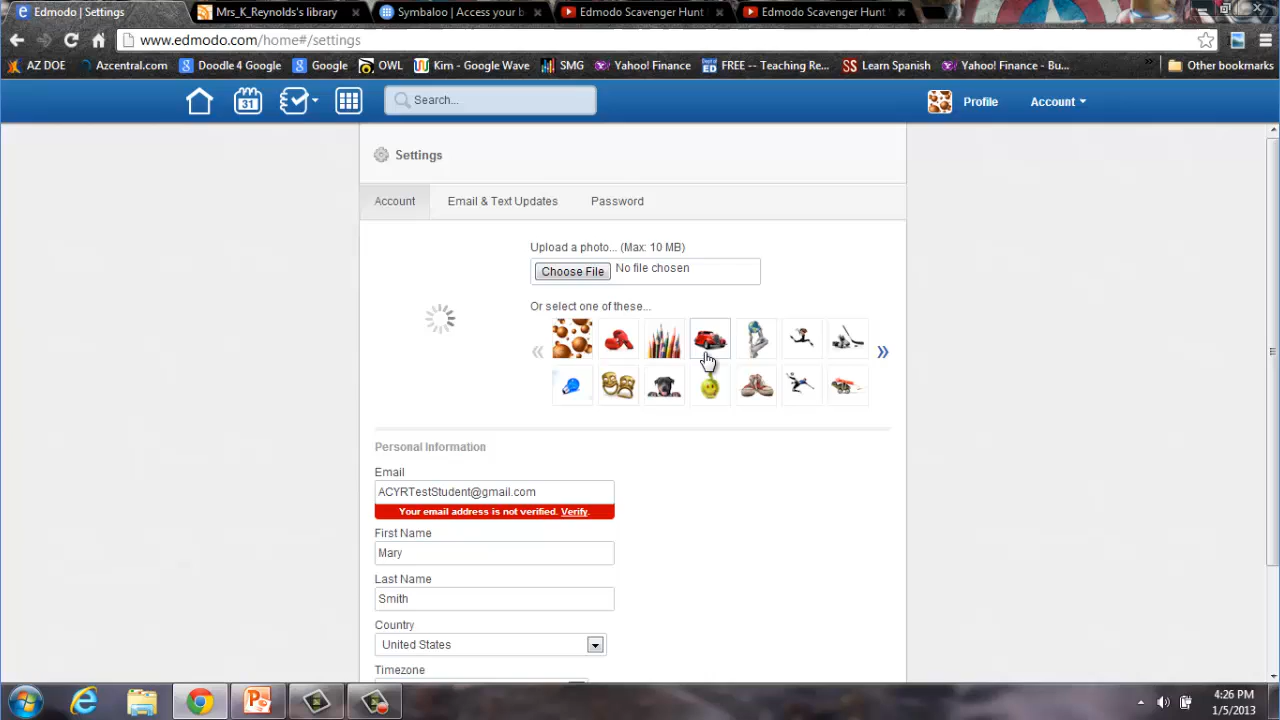 Edmodo | Settings
Mrs_K_Reynolds's library
Symbaloo | Access your b
Edmodo Scavenger Hunt
Edmodo Scavenger Hunt
www.edmodo.com/home#/settings
AZ DOE
Azcentral.com
Doodle 4 Google
Google
OWL
Kim - Google Wave
SMG
Yahoo! Finance
FREE -- Teaching Re...
Learn Spanish
Yahoo! Finance - Bu...
Other bookmarks
31
Search...
Profile
Account
Settings
Account
Email & Text Updates
Password
Upload a photo... (Max: 10 MB)
Choose File
No file chosen
Or select one of these...
Personal Information
Email
ACYRTestStudent@gmail.com
Your email address is not verified. Verify.
First Name
Mary
Last Name
Smith
Country
United States
Timezone
4:26 PM
1/5/2013